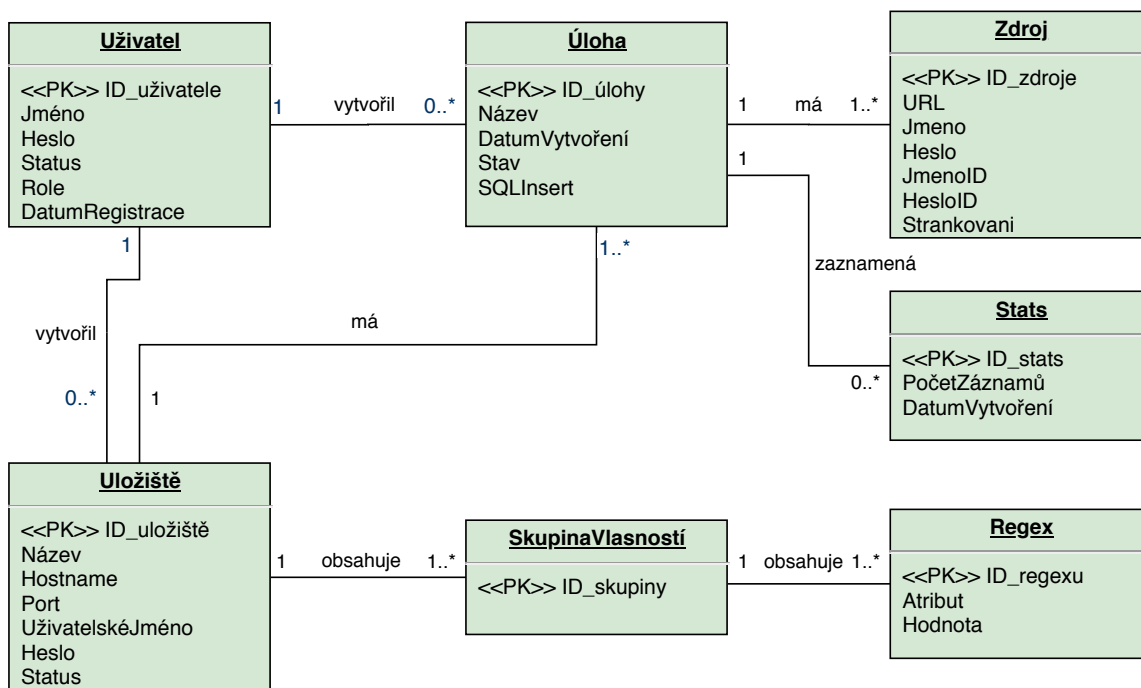 Uživatel
<<PK>> ID_uživatele
Jméno
Heslo
Status
Role
DatumRegistrace
1
vytvořil
0..*
Úloha
<<PK>> ID_úlohy
Název
DatumVytvoření
Stav
SQLInsert
1
má
1..*
Zdroj
<<PK>> ID_zdroje
URL
Jmeno
Heslo
JmenoID
HesloID
Strankovani
1
zaznamená
0..*
Stats
<<PK>> ID_stats
PočetZáznamů
DatumVytvoření
1
vytvořil
0..*
1..*
má
1
Uložiště
<<PK>> ID_uložiště
Název
Hostname
Port
UživatelskéJméno
Heslo
Status
1
obsahuje
1..*
SkupinaVlasností
<<PK>> ID_skupiny
1
obsahuje
1..*
Regex
<<PK>> ID_regexu
Atribut
Hodnota